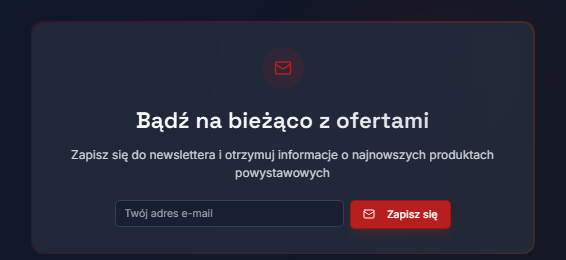 Bądź na bieżąco z ofertami
Zapisz się do newslettera i otrzymuj informacje o najnowszych produktach
powystawowych
Twój adres e-mail
Zapisz się